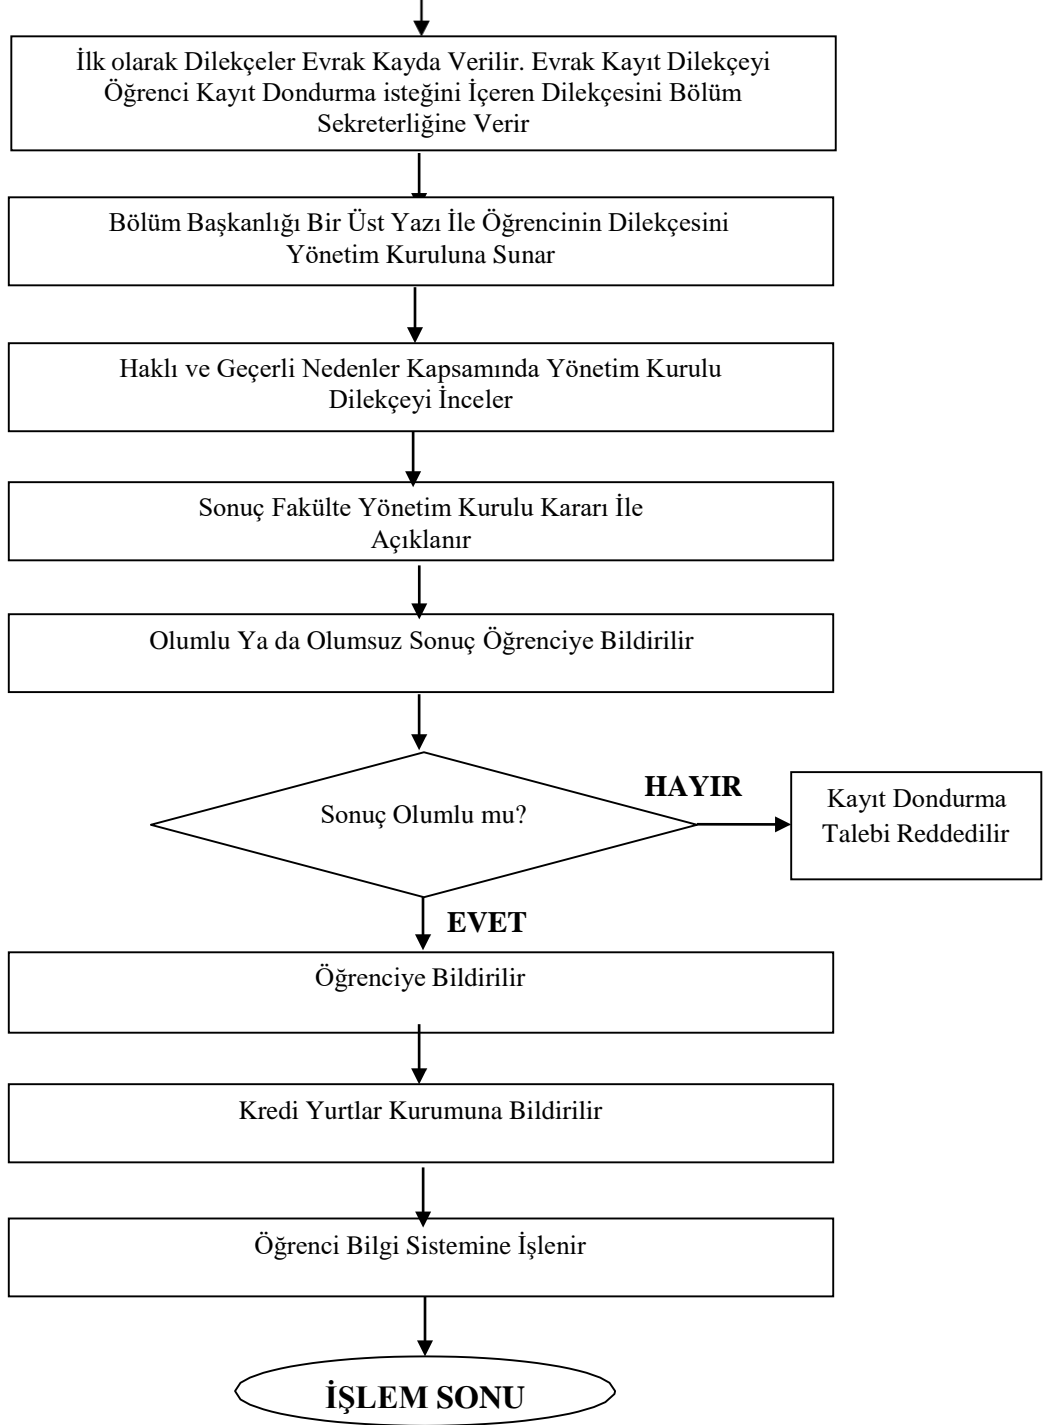 İlk olarak Dilekçeler Evrak Kayda Verilir. Evrak Kayıt Dilekçeyi
Öğrenci Kayıt Dondurma isteğini İçeren Dilekçesini Bölüm
Sekreterliğine Verir
Bölüm Başkanlığı Bir Üst Yazı İle Öğrencinin Dilekçesini
Yönetim Kuruluna Sunar
Haklı ve Geçerli Nedenler Kapsamında Yönetim Kurulu
Dilekçeyi İnceler
Sonuç Fakülte Yönetim Kurulu Kararı İle
Açıklanır
Olumlu Ya da Olumsuz Sonuç Öğrenciye Bildirilir
Sonuç Olumlu mu?
HAYIR
Kayıt Dondurma
Talebi Reddedilir
EVET
Öğrenciye Bildirilir
Kredi Yurtlar Kurumuna Bildirilir
Öğrenci Bilgi Sistemine İşlenir
İŞLEM SONU